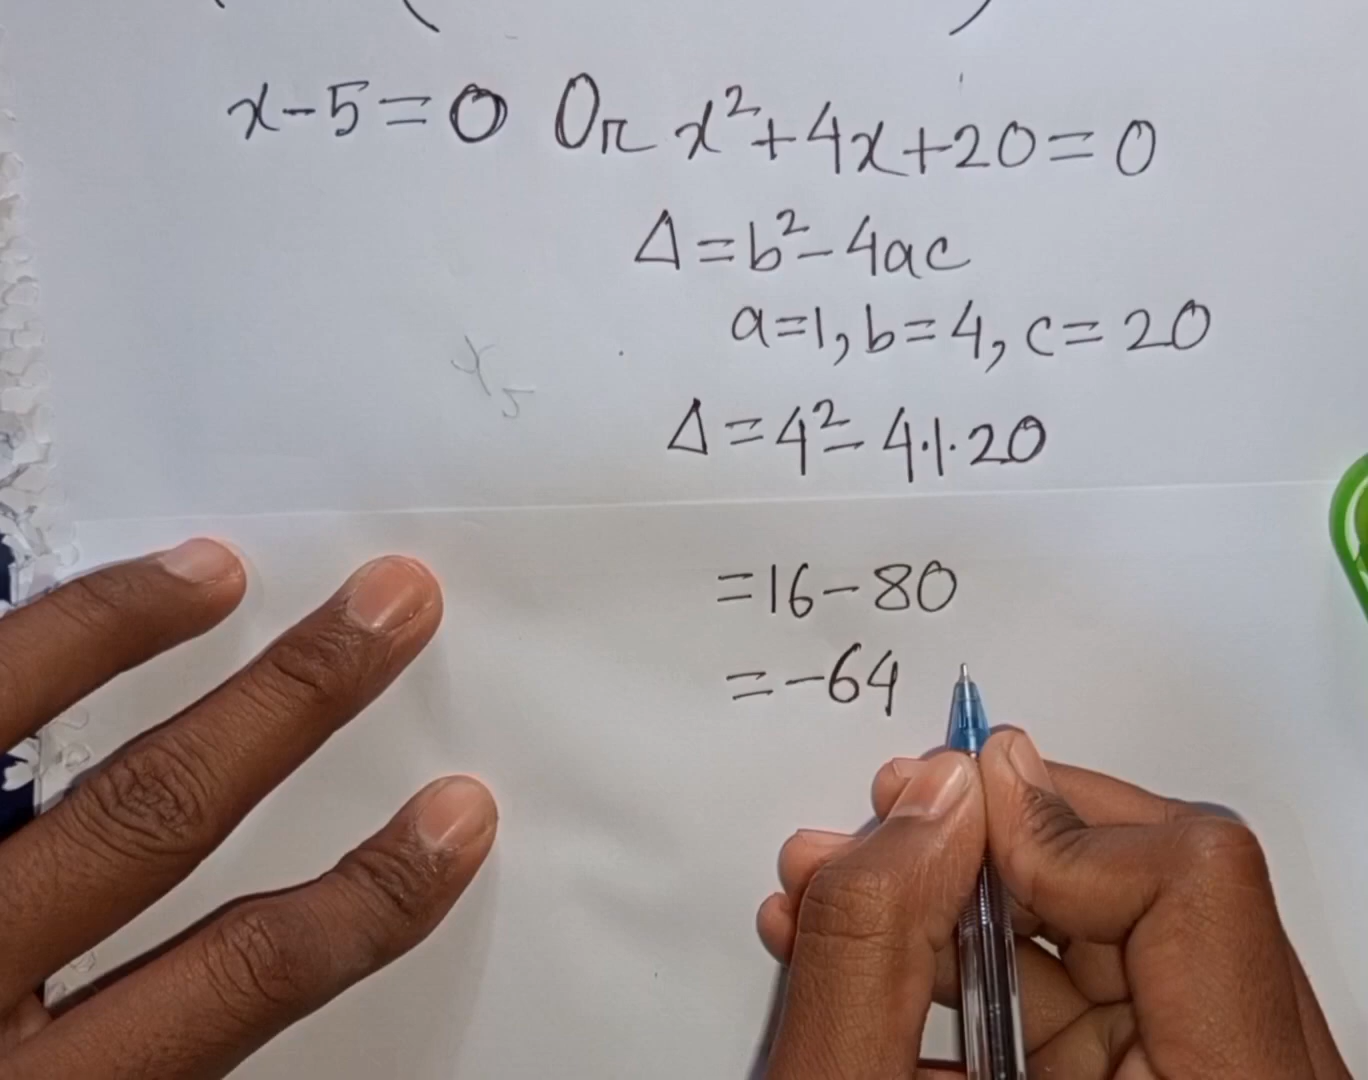 x-5=0 Or x²+4x+20=0
Δ=b²-4ac
a=1, b=4, c=20
Δ=4²-4·1·20
=16-80
=-64